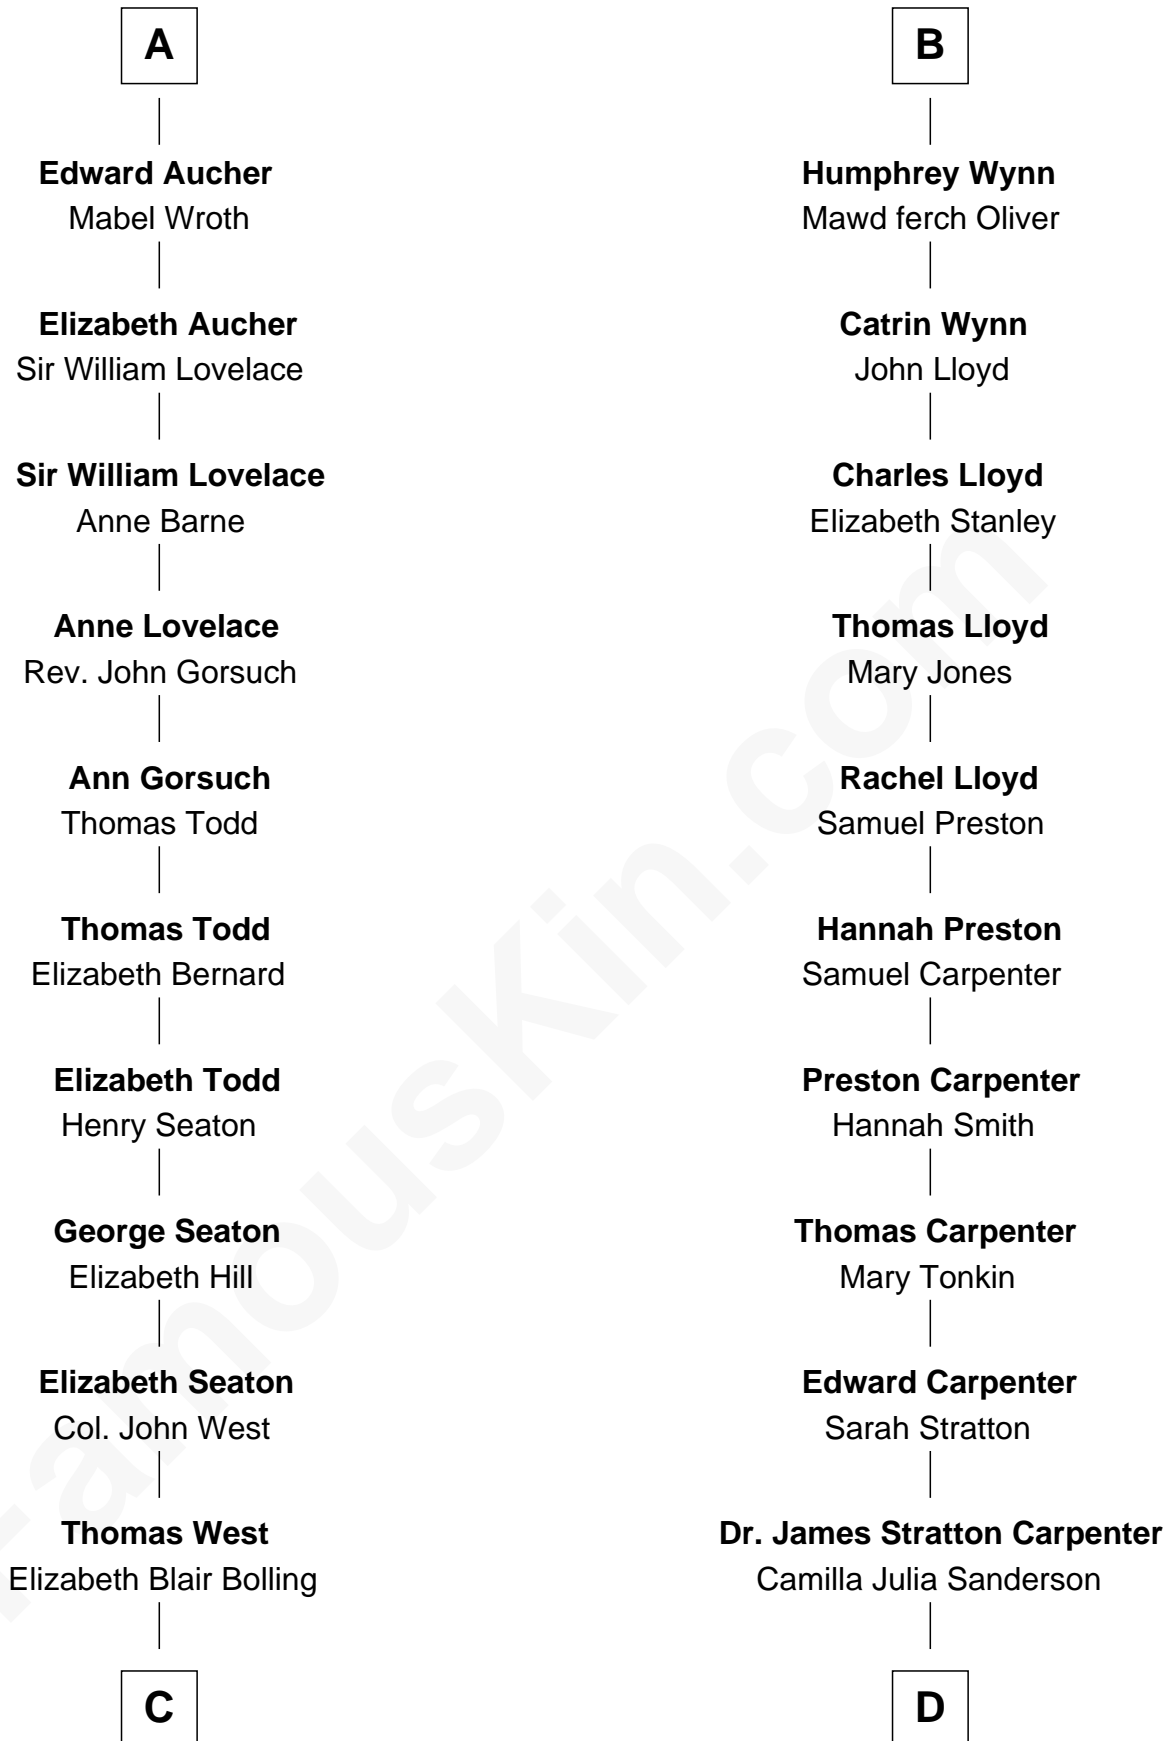 A
Edward Aucher
Mabel Wroth
Elizabeth Aucher
Sir William Lovelace
Sir William Lovelace
Anne Barne
Anne Lovelace
Rev. John Gorsuch
Ann Gorsuch
Thomas Todd
Thomas Todd
Elizabeth Bernard
Elizabeth Todd
Henry Seaton
George Seaton
Elizabeth Hill
Elizabeth Seaton
Col. John West
Thomas West
Elizabeth Blair Bolling
C
B
Humphrey Wynn
Mawd ferch Oliver
Catrin Wynn
John Lloyd
Charles Lloyd
Elizabeth Stanley
Thomas Lloyd
Mary Jones
Rachel Lloyd
Samuel Preston
Hannah Preston
Samuel Carpenter
Preston Carpenter
Hannah Smith
Thomas Carpenter
Mary Tonkin
Edward Carpenter
Sarah Stratton
Dr. James Stratton Carpenter
Camilla Julia Sanderson
D
FamousKin.com